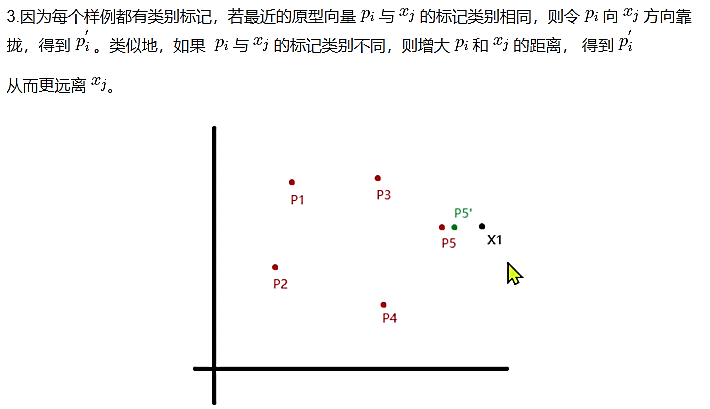 3.因为每个样例都有类别标记，若最近的原型向量 pi 与 xj 的标记类别相同，则令 pi 向 xj 方向靠
拢，得到 pi′。类似地，如果 pi 与 xj 的标记类别不同，则增大 pi 和 xj 的距离， 得到 pi′
从而更远离 xj。
P1
P3
P5'
P5
X1
P2
P4